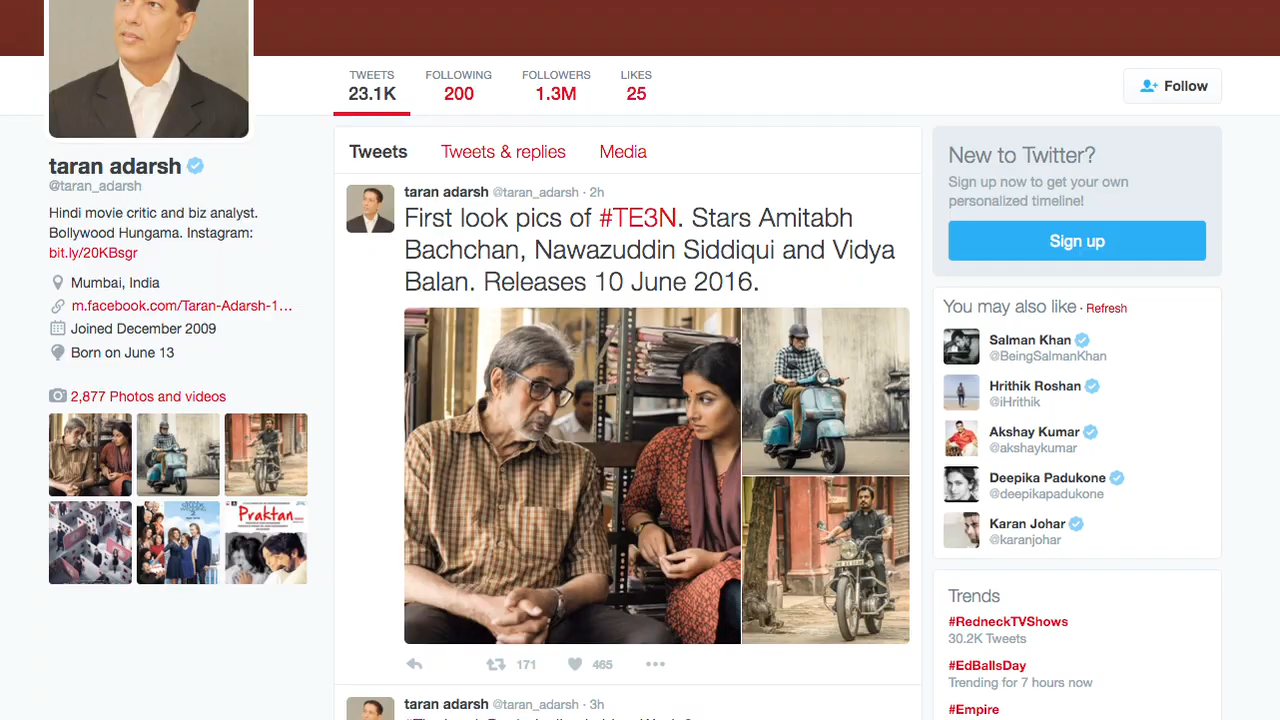 TWEETS
23.1K
FOLLOWING
200
FOLLOWERS
1.3M
LIKES
25
Follow
taran adarsh
@taran_adarsh
Hindi movie critic and biz analyst.
Bollywood Hungama. Instagram:
bit.ly/20KBsgr
Mumbai, India
m.facebook.com/Taran-Adarsh-1...
Joined December 2009
Born on June 13
2,877 Photos and videos
Praktan
Tweets
Tweets & replies
Media
taran adarsh @taran_adarsh · 2h
First look pics of #TE3N. Stars Amitabh
Bachchan, Nawazuddin Siddiqui and Vidya
Balan. Releases 10 June 2016.
171
465
taran adarsh @taran_adarsh · 3h
New to Twitter?
Sign up now to get your own
personalized timeline!
Sign up
You may also like · Refresh
Salman Khan
@BeingSalmanKhan
Hrithik Roshan
@iHrithik
Akshay Kumar
@akshaykumar
Deepika Padukone
@deepikapadukone
Karan Johar
@karanjohar
Trends
#RedneckTVShows
30.2K Tweets
#EdBallsDay
Trending for 7 hours now
#Empire